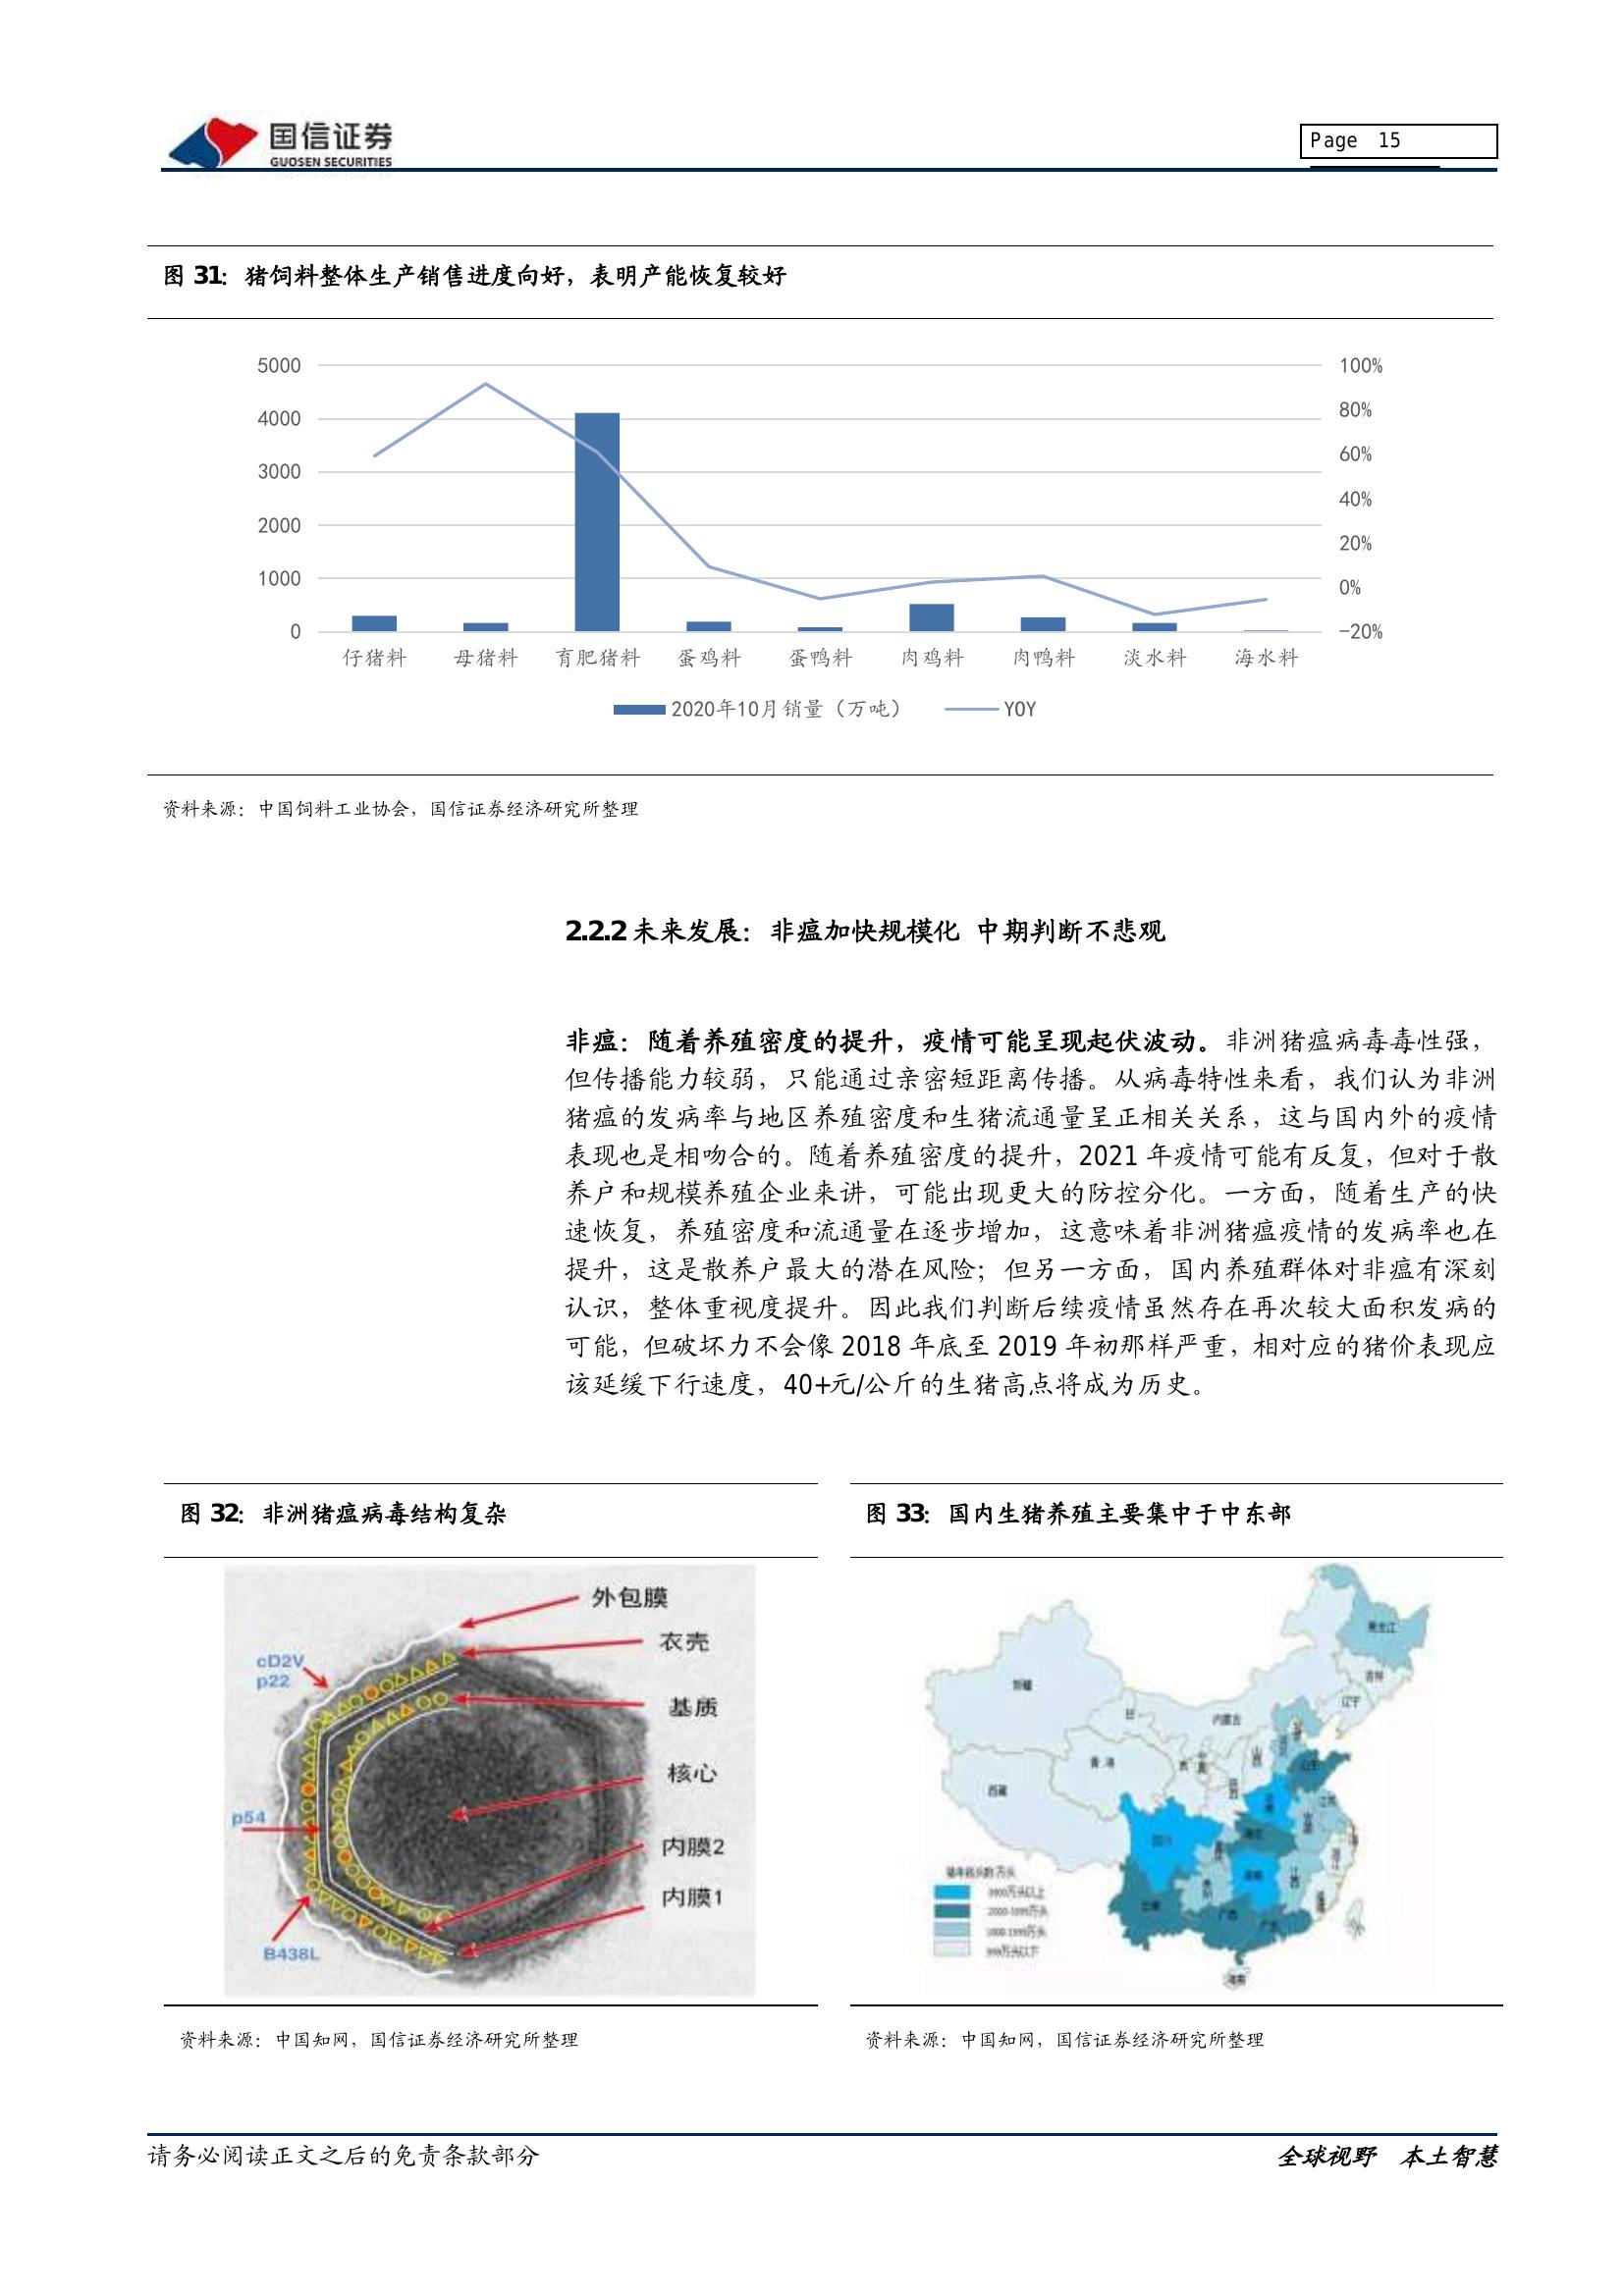 国信证券
GUOSEN SECURITIES
Page 15
图 31：猪饲料整体生产销售进度向好，表明产能恢复较好
5000
4000
3000
2000
1000
0
100%
80%
60%
40%
20%
0%
-20%
仔猪料 母猪料 育肥猪料 蛋鸡料 蛋鸭料 肉鸡料 肉鸭料 淡水料 海水料
2020年10月销量（万吨） YOY
资料来源：中国饲料工业协会，国信证券经济研究所整理
2.2.2 未来发展：非瘟加快规模化 中期判断不悲观
非瘟：随着养殖密度的提升，疫情可能呈现起伏波动。非洲猪瘟病毒毒性强，
但传播能力较弱，只能通过亲密短距离传播。从病毒特性来看，我们认为非洲
猪瘟的发病率与地区养殖密度和生猪流通量呈正相关关系，这与国内外的疫情
表现也是相吻合的。随着养殖密度的提升，2021 年疫情可能有反复，但对于散
养户和规模养殖企业来讲，可能出现更大的防控分化。一方面，随着生产的快
速恢复，养殖密度和流通量在逐步增加，这意味着非洲猪瘟疫情的发病率也在
提升，这是散养户最大的潜在风险；但另一方面，国内养殖群体对非瘟有深刻
认识，整体重视度提升。因此我们判断后续疫情虽然存在再次较大面积发病的
可能，但破坏力不会像 2018 年底至 2019 年初那样严重，相对应的猪价表现应
该延缓下行速度，40+元/公斤的生猪高点将成为历史。
图 32：非洲猪瘟病毒结构复杂
外包膜
衣壳
cD2V
p22
基质
核心
p54
内膜2
内膜1
B438L
资料来源：中国知网，国信证券经济研究所整理
图 33：国内生猪养殖主要集中于中东部
黑龙江
吉林
辽宁
新疆
内蒙古
青海
西藏
山东
四川
云南
广西
广东
海南
资料来源：中国知网，国信证券经济研究所整理
请务必阅读正文之后的免责条款部分
全球视野 本土智慧